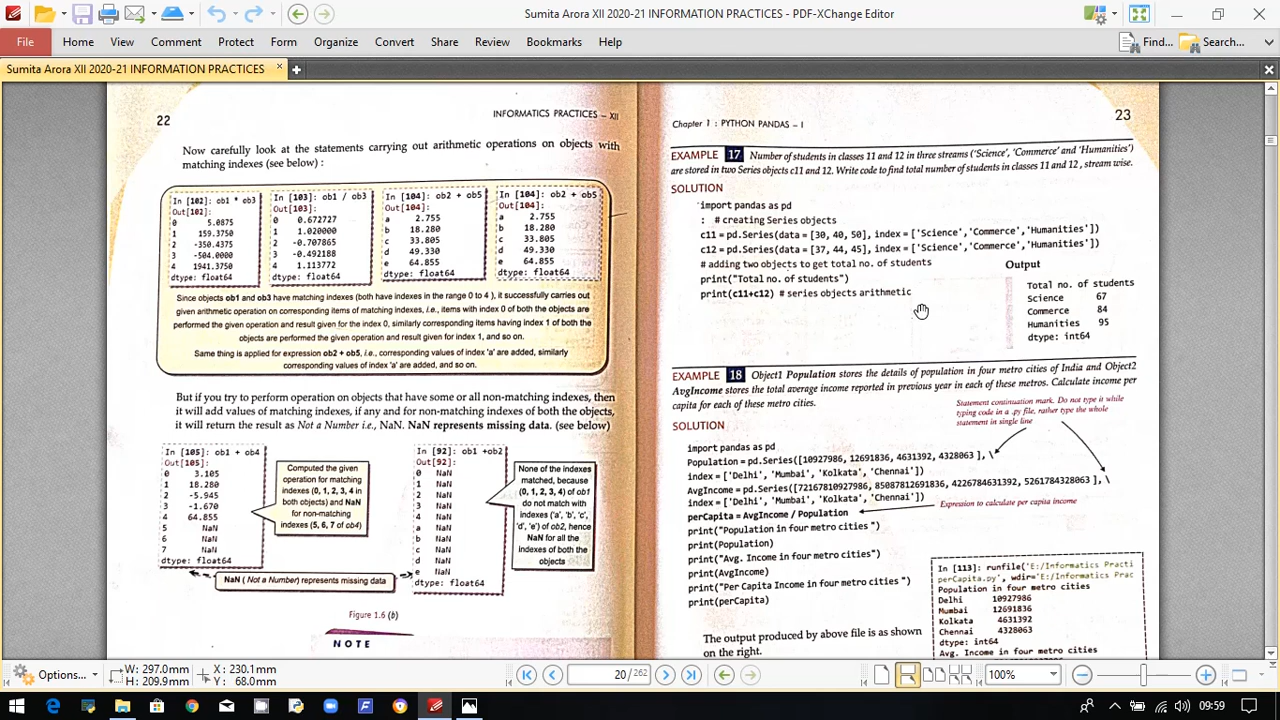 Sumita Arora XII 2020-21 INFORMATION PRACTICES - PDF-XChange Editor
File Home View Comment Protect Form Organize Convert Share Review Bookmarks Help
Find... Search...
Sumita Arora XII 2020-21 INFORMATION PRACTICES
22
INFORMATICS PRACTICES – XII
Now carefully look at the statements carrying out arithmetic operations on objects with
matching indexes (see below) :
In [102]: ob1 * ob3
Out[102]
0 5.0875
1 159.3750
2 -350.4375
3 -504.0000
4 1941.3750
dtype: float64
In [103]: ob1 / ob3
Out[103]:
0 0.672727
1 1.020000
2 -0.707865
3 -0.492188
4 1.113772
dtype: float64
In [104]: ob2 + ob5
Out[104]:
a 2.755
b 18.280
c 33.805
d 49.330
e 64.855
dtype: float64
In [104]: ob2 + ob5
Out[104]:
a 2.755
b 18.280
c 33.805
d 49.330
e 64.855
dtype: float64
Since objects ob1 and ob3 have matching indexes (both have indexes in the range 0 to 4 ), it successfully carries out
given arithmetic operation on corresponding items of matching indexes, i.e., items with index 0 of both the objects are
performed the given operation and result given for the index 0, similarly corresponding items having index 1 of both the
objects are performed the given operation and result given for index 1, and so on.
Same thing is applied for expression ob2 + ob5, i.e., corresponding values of index 'a' are added, similarly
corresponding values of index 'a' are added, and so on.
But if you try to perform operation on objects that have some or all non-matching indexes, then
it will add values of matching indexes, if any and for non-matching indexes of both the objects,
it will return the result as Not a Number i.e., NaN. NaN represents missing data. (see below)
In [105]: ob1 + ob4
Out[105]:
0 3.105
1 18.280
2 -5.945
3 -1.670
4 64.855
5 NaN
6 NaN
7 NaN
dtype: float64
Computed the given
operation for matching
indexes (0, 1, 2, 3, 4 in
both objects) and NaN
for non-matching
indexes (5, 6, 7 of ob4)
In [92]: ob1 +ob2
Out[92]:
0 NaN
1 NaN
2 NaN
3 NaN
4 NaN
a NaN
b NaN
c NaN
d NaN
e NaN
dtype: float64
None of the indexes
matched, because
(0, 1, 2, 3, 4) of ob1
do not match with
indexes ('a', 'b', 'c',
'd', 'e') of ob2, hence
NaN for all the
indexes of both the
objects
NaN ( Not a Number) represents missing data
Figure 1.6 (b)
NOTE
Chapter 1 : PYTHON PANDAS – I
23
EXAMPLE 17 Number of students in classes 11 and 12 in three streams ('Science', 'Commerce' and 'Humanities')
are stored in two Series objects c11 and 12. Write code to find total number of students in classes 11 and 12 , stream wise.
SOLUTION
import pandas as pd
: # creating Series objects
c11 = pd.Series(data = [30, 40, 50], index = ['Science','Commerce','Humanities'])
c12 = pd.Series(data = [37, 44, 45], index = ['Science','Commerce','Humanities'])
# adding two objects to get total no. of students
print("Total no. of students")
print(c11+c12) # series objects arithmetic
Output
Total no. of students
Science 67
Commerce 84
Humanities 95
dtype: int64
EXAMPLE 18 Object1 Population stores the details of population in four metro cities of India and Object2
AvgIncome stores the total average income reported in previous year in each of these metros. Calculate income per
capita for each of these metro cities.
Statement continuation mark. Do not type it while
typing code in a .py file, rather type the whole
statement in single line
SOLUTION
import pandas as pd
Population = pd.Series([10927986, 12691836, 4631392, 4328063 ], \
index = ['Delhi', 'Mumbai', 'Kolkata', 'Chennai'])
AvgIncome = pd.Series([72167810927986, 85087812691836, 4226784631392, 5261784328063 ], \
index = ['Delhi', 'Mumbai', 'Kolkata', 'Chennai'])
perCapita = AvgIncome / Population
Expression to calculate per capita income
print("Population in four metro cities ")
print(Population)
print("Avg. Income in four metro cities")
print(AvgIncome)
print("Per Capita Income in four metro cities ")
print(perCapita)
The output produced by above file is as shown
on the right.
In [113]: runfile('E:/Informatics Practi
perCapita.py', wdir='E:/Informatics Prac
Population in four metro cities
Delhi 10927986
Mumbai 12691836
Kolkata 4631392
Chennai 4328063
dtype: int64
Avg. Income in four metro cities
Options...
W: 297.0mm
H: 209.9mm
X: 230.1mm
Y: 68.0mm
20 / 262
100%
ENG 09:59